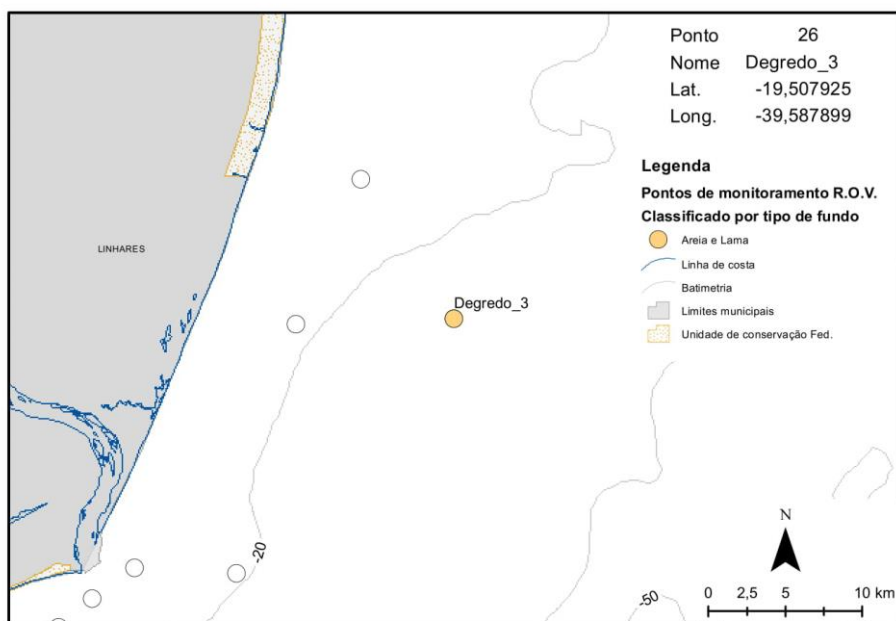 Ponto 26
Nome Degredo_3
Lat. -19,507925
Long. -39,587899
Legenda
Pontos de monitoramento R.O.V.
Classificado por tipo de fundo
Areia e Lama
Linha de costa
Batimetria
Limites municipais
Unidade de conservação Fed.
LINHARES
Degredo_3
-20
-50
N
0 2,5 5 10 km